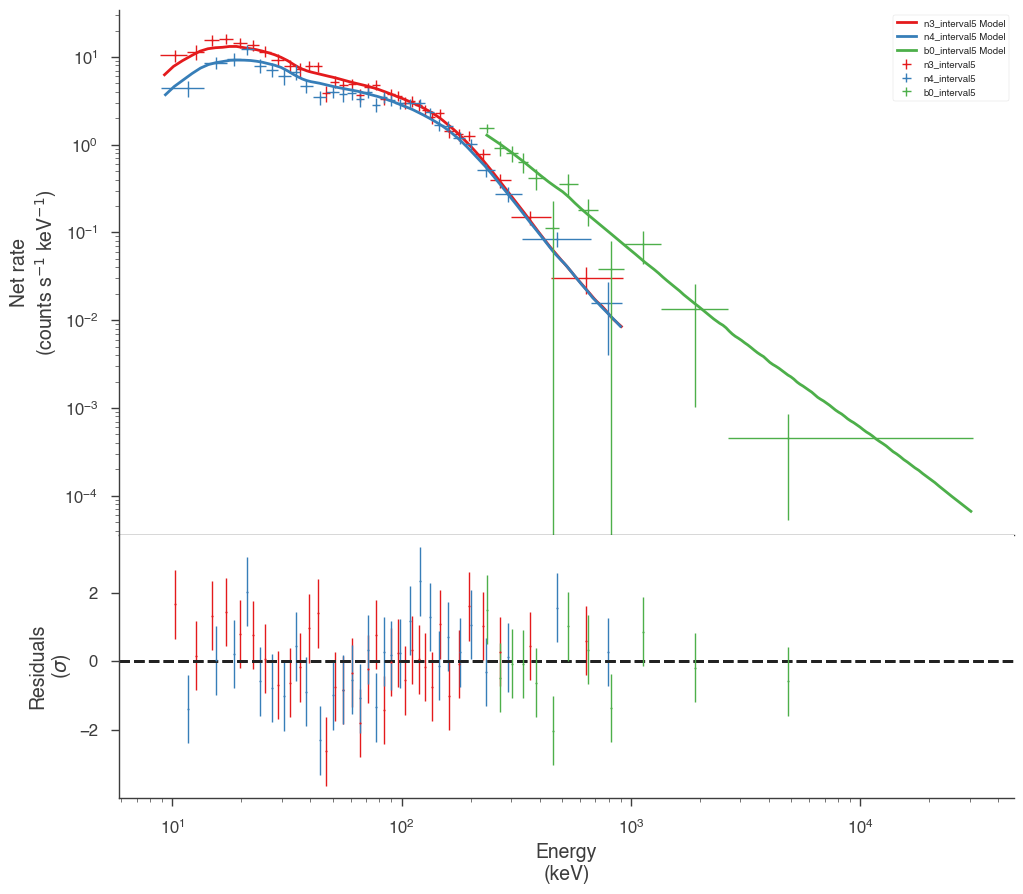 n3_interval5 Model
n4_interval5 Model
b0_interval5 Model
n3_interval5
n4_interval5
b0_interval5
10¹
10⁰
10⁻¹
10⁻²
10⁻³
10⁻⁴
Net rate
(counts s⁻¹ keV⁻¹)
2
0
−2
Residuals
(σ)
10¹ 10² 10³ 10⁴
Energy
(keV)